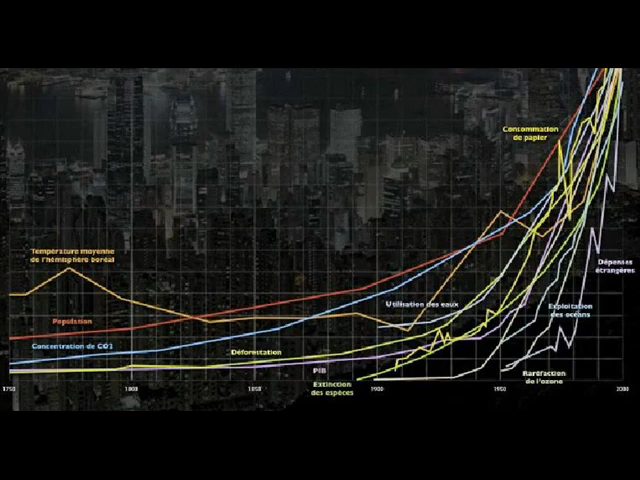 Consommation
de papier
Température moyenne
de l'hémisphère boréal
Dépenses
étrangères
Utilisation des eaux
Exploitation
des océans
Population
Concentration de CO2
Déforestation
PIB
Raréfaction
de l'ozone
Extinction
des espèces
1750 1800 1850 1900 1950 2000